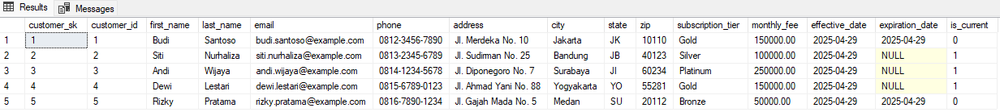 Results Messages
customer_sk customer_id first_name last_name email phone address city state zip subscription_tier monthly_fee effective_date expiration_date is_current
1 1 1 Budi Santoso budi.santoso@example.com 0812-3456-7890 Jl. Merdeka No. 10 Jakarta JK 10110 Gold 150000.00 2025-04-29 2025-04-29 0
2 2 2 Siti Nurhaliza siti.nurhaliza@example.com 0813-2345-6789 Jl. Sudirman No. 25 Bandung JB 40123 Silver 100000.00 2025-04-29 NULL 1
3 3 3 Andi Wijaya andi.wijaya@example.com 0814-1234-5678 Jl. Diponegoro No. 7 Surabaya JI 60234 Platinum 250000.00 2025-04-29 NULL 1
4 4 4 Dewi Lestari dewi.lestari@example.com 0815-6789-0123 Jl. Ahmad Yani No. 88 Yogyakarta YO 55281 Gold 150000.00 2025-04-29 NULL 1
5 5 5 Rizky Pratama rizky.pratama@example.com 0816-7890-1234 Jl. Gajah Mada No. 5 Medan SU 20112 Bronze 50000.00 2025-04-29 2025-04-29 0